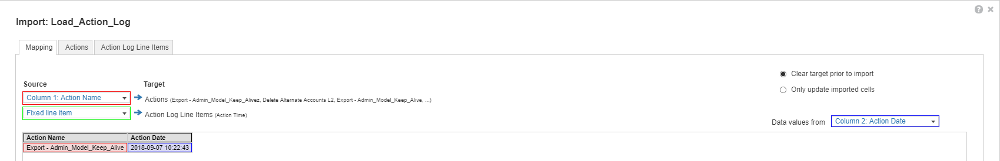 Import: Load_Action_Log
Mapping
Actions
Action Log Line Items
Clear target prior to import
Only update imported cells
Source
Target
Column 1: Action Name
Actions (Export - Admin_Model_Keep_Alivez, Delete Alternate Accounts L2, Export - Admin_Model_Keep_Alive, ...)
Fixed line item
Action Log Line Items (Action Time)
Data values from
Column 2: Action Date
Action Name
Action Date
Export - Admin_Model_Keep_Alive
2018-09-07 10:22:43